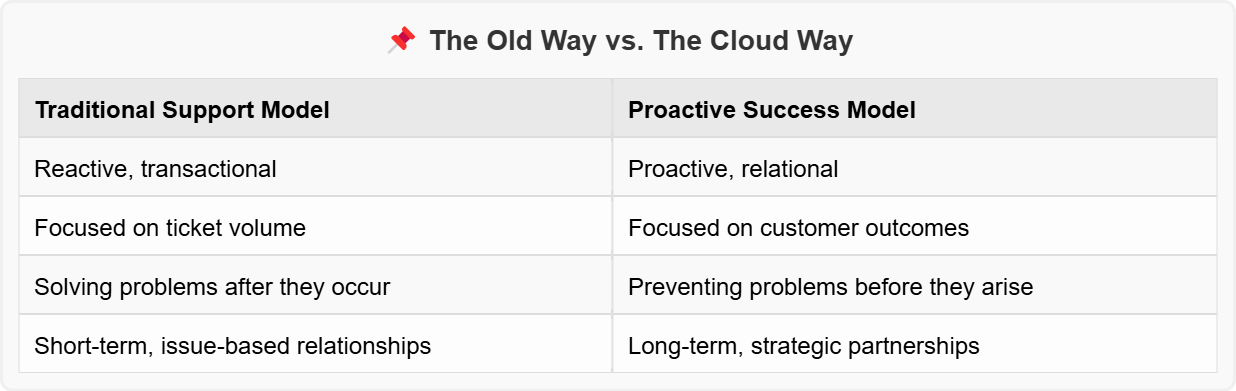 The Old Way vs. The Cloud Way
Traditional Support Model Proactive Success Model
Reactive, transactional Proactive, relational
Focused on ticket volume Focused on customer outcomes
Solving problems after they occur Preventing problems before they arise
Short-term, issue-based relationships Long-term, strategic partnerships